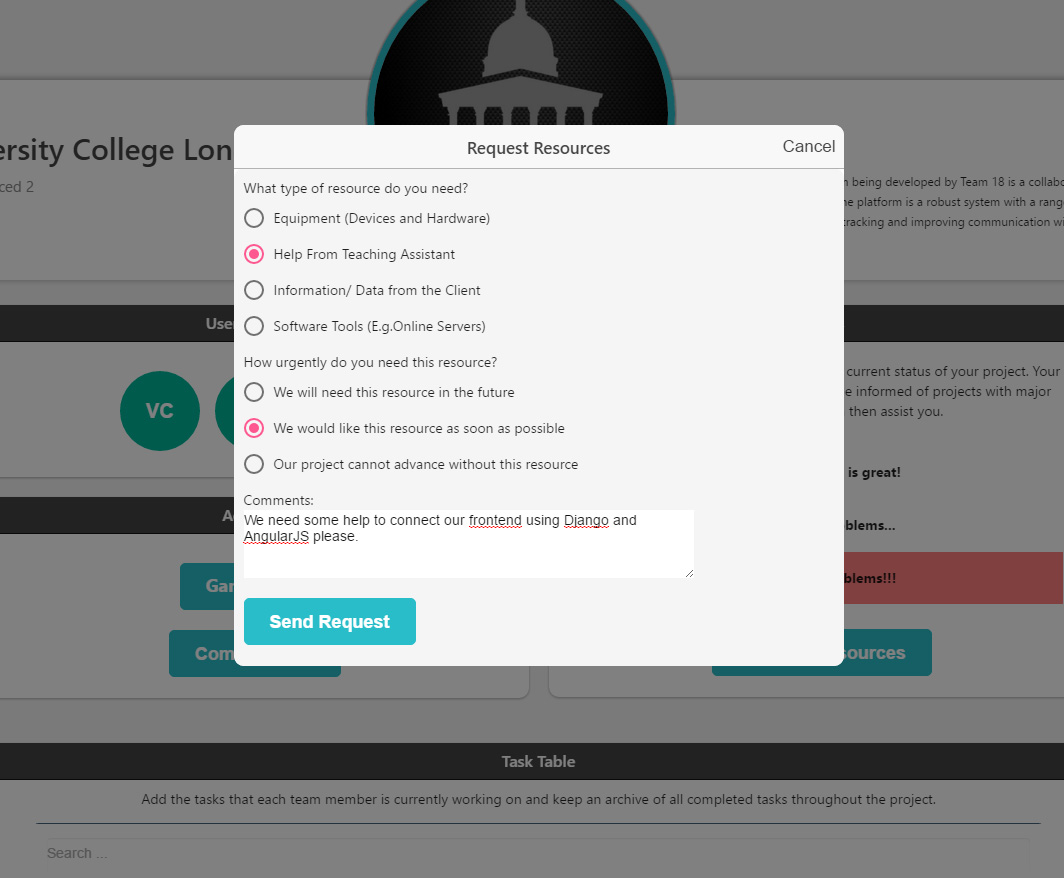 Request Resources
Cancel
What type of resource do you need?
Equipment (Devices and Hardware)
Help From Teaching Assistant
Information/ Data from the Client
Software Tools (E.g.Online Servers)
How urgently do you need this resource?
We will need this resource in the future
We would like this resource as soon as possible
Our project cannot advance without this resource
Comments:
We need some help to connect our frontend using Django and
AngularJS please.
Send Request
ersity College Lon
ced 2
being developed by Team 18 is a collabo
he platform is a robust system with a rang
tracking and improving communication wi
User
VC
current status of your project. Your
e informed of projects with major
then assist you.
is great!
blems...
blems!!!
Gan
Com
ources
Task Table
Add the tasks that each team member is currently working on and keep an archive of all completed tasks throughout the project.
Search ...